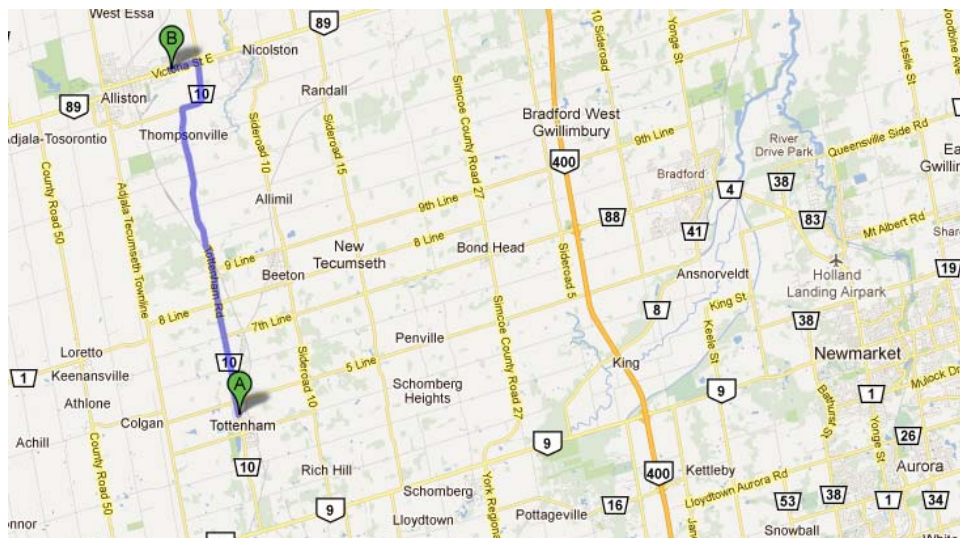 West Essa
89
B
Nicolston
Victoria St E
10
Alliston
89
Randall
Adjala-Tosorontio
Thompsonville
Sideroad 10
Sideroad 15
Simcoe County Road 27
10 Sideroad
Yonge St
Leslie St
Woodbine Ave
Bradford West
Gwillimbury
400
9th Line
River
Drive Park
Queensville Side Rd
Bradford
4
38
83
County Road 50
Adjala Tecumseth Townline
Allimil
9th Line
88
41
Mt Albert Rd
Tottenham Rd
9 Line
New
Tecumseth
8 Line
Bond Head
Sideroad 5
Ansnorveldt
Holland
Landing Airpark
19
Beeton
8 Line
7th Line
8
King St
38
Loretto
Keenansville
1
10
5 Line
Penville
King
Keele St
Newmarket
Athlone
A
Sideroad 10
Schomberg
Heights
Simcoe County Road 27
9
Bathurst St
1
Mulock Dr
Colgan
Tottenham
Achill
10
9
Yonge St
26
Rich Hill
400
Kettleby
Aurora
County Road 50
9
Schomberg
York Regional
Lloydtown Aurora Rd
Lloydtown
Pottageville
16
53
38
1
34
Snowball
9